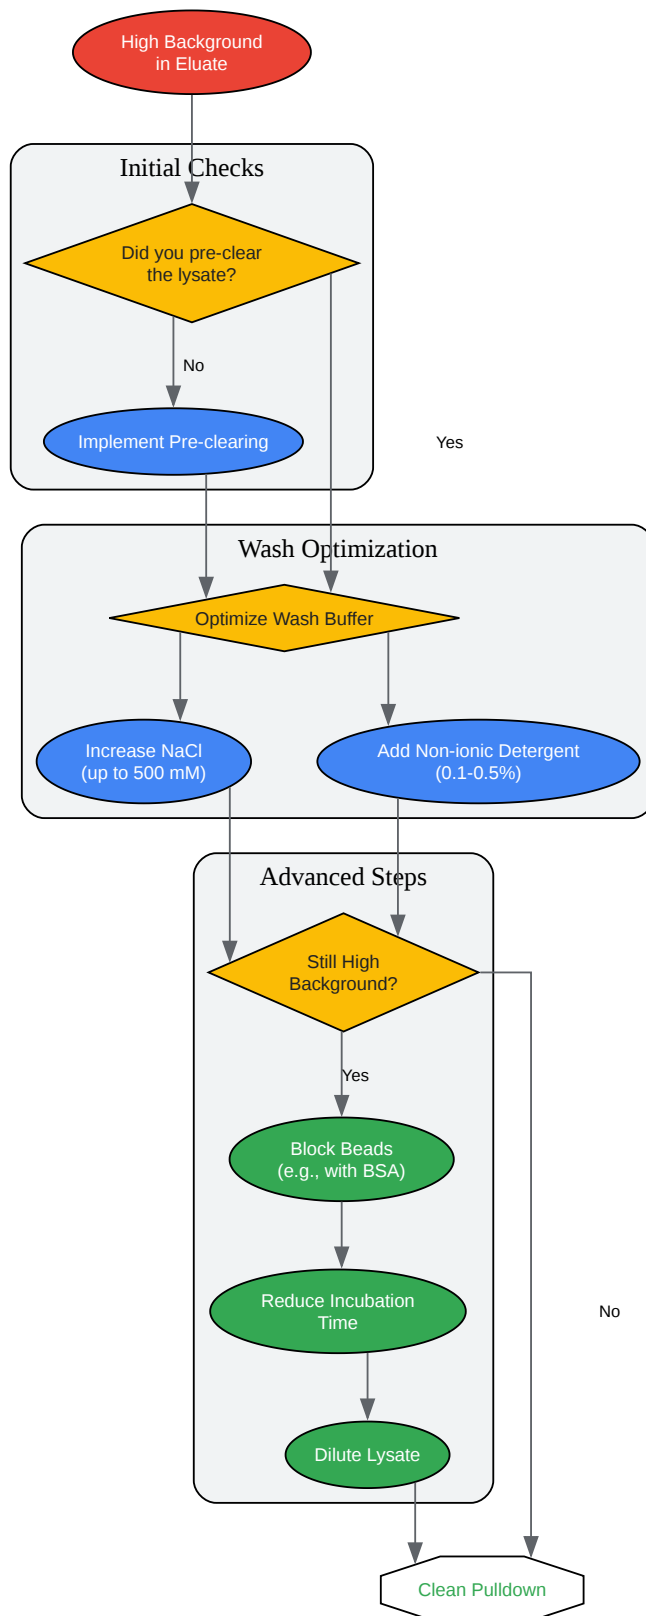 High Background
in Eluate
Initial Checks
Did you pre-clear
the lysate?
No
Implement Pre-clearing
Yes
Wash Optimization
Optimize Wash Buffer
Increase NaCl
(up to 500 mM)
Add Non-ionic Detergent
(0.1-0.5%)
Advanced Steps
Still High
Background?
Yes
Block Beads
(e.g., with BSA)
Reduce Incubation
Time
No
Dilute Lysate
Clean Pulldown